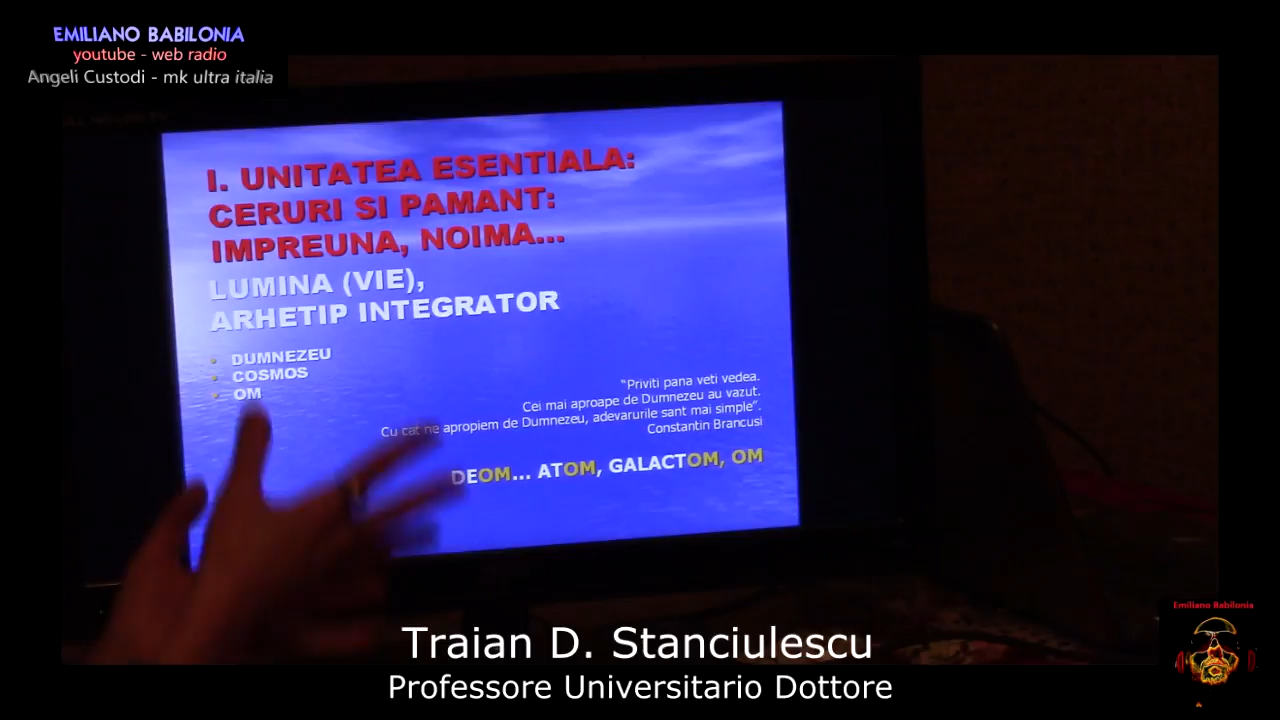 EMILIANO BABILONIA
youtube - web radio
Angeli Custodi - mk ultra italia
I. UNITATEA ESENTIALA:
CERURI SI PAMANT:
IMPREUNA, NOIMA...
LUMINA (VIE),
ARHETIP INTEGRATOR
• DUMNEZEU
• COSMOS
• OM
"Priviti pana veti vedea.
Cei mai aproape de Dumnezeu au vazut.
Cu cat ne apropiem de Dumnezeu, adevarurile sant mai simple".
Constantin Brancusi
DEOM... ATOM, GALACTOM, OM
Emiliano Babilonia
Traian D. Stanciulescu
Professore Universitario Dottore